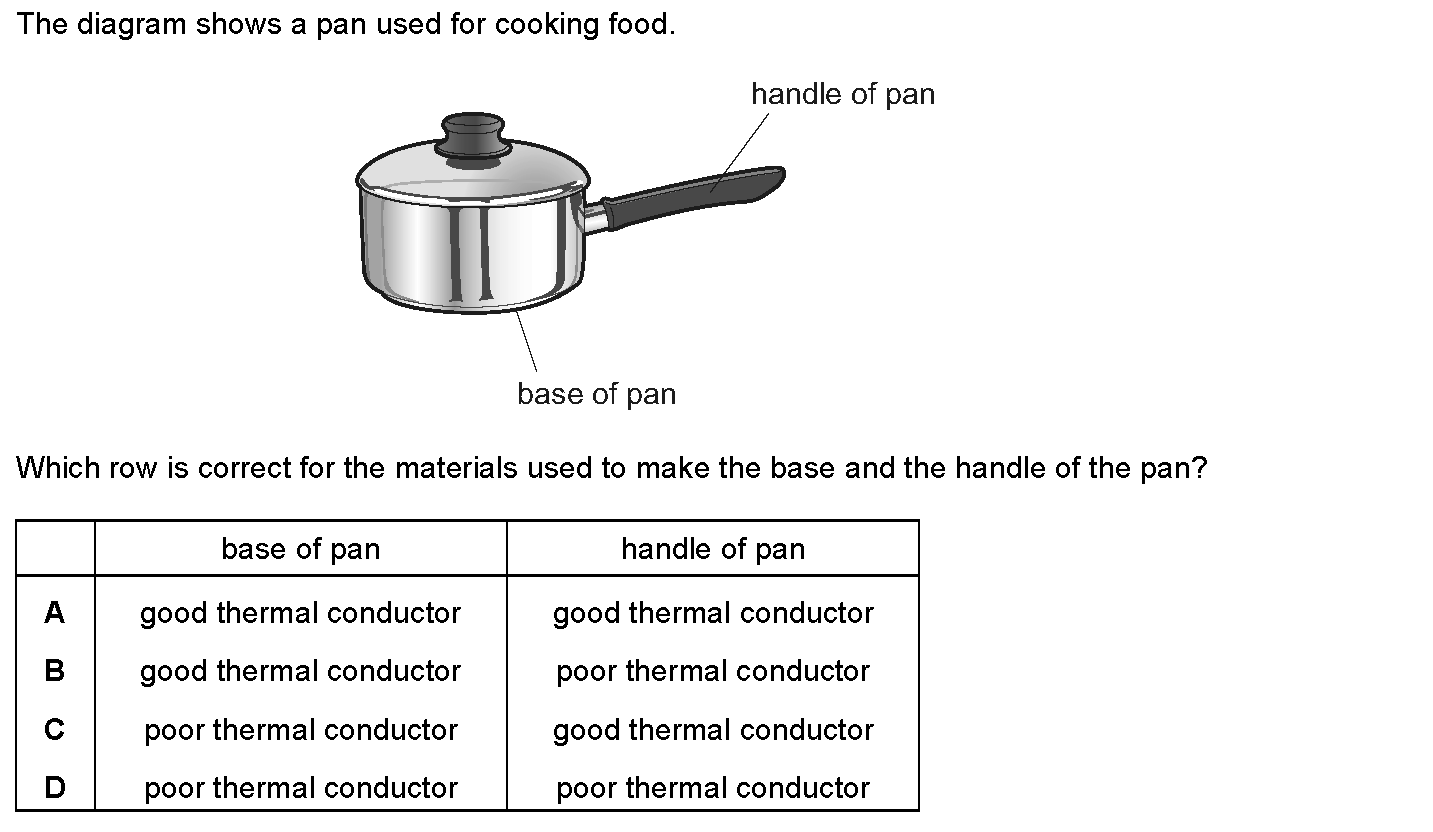 The diagram shows a pan used for cooking food.
handle of pan
base of pan
Which row is correct for the materials used to make the base and the handle of the pan?
base of pan handle of pan
A good thermal conductor good thermal conductor
B good thermal conductor poor thermal conductor
C poor thermal conductor good thermal conductor
D poor thermal conductor poor thermal conductor